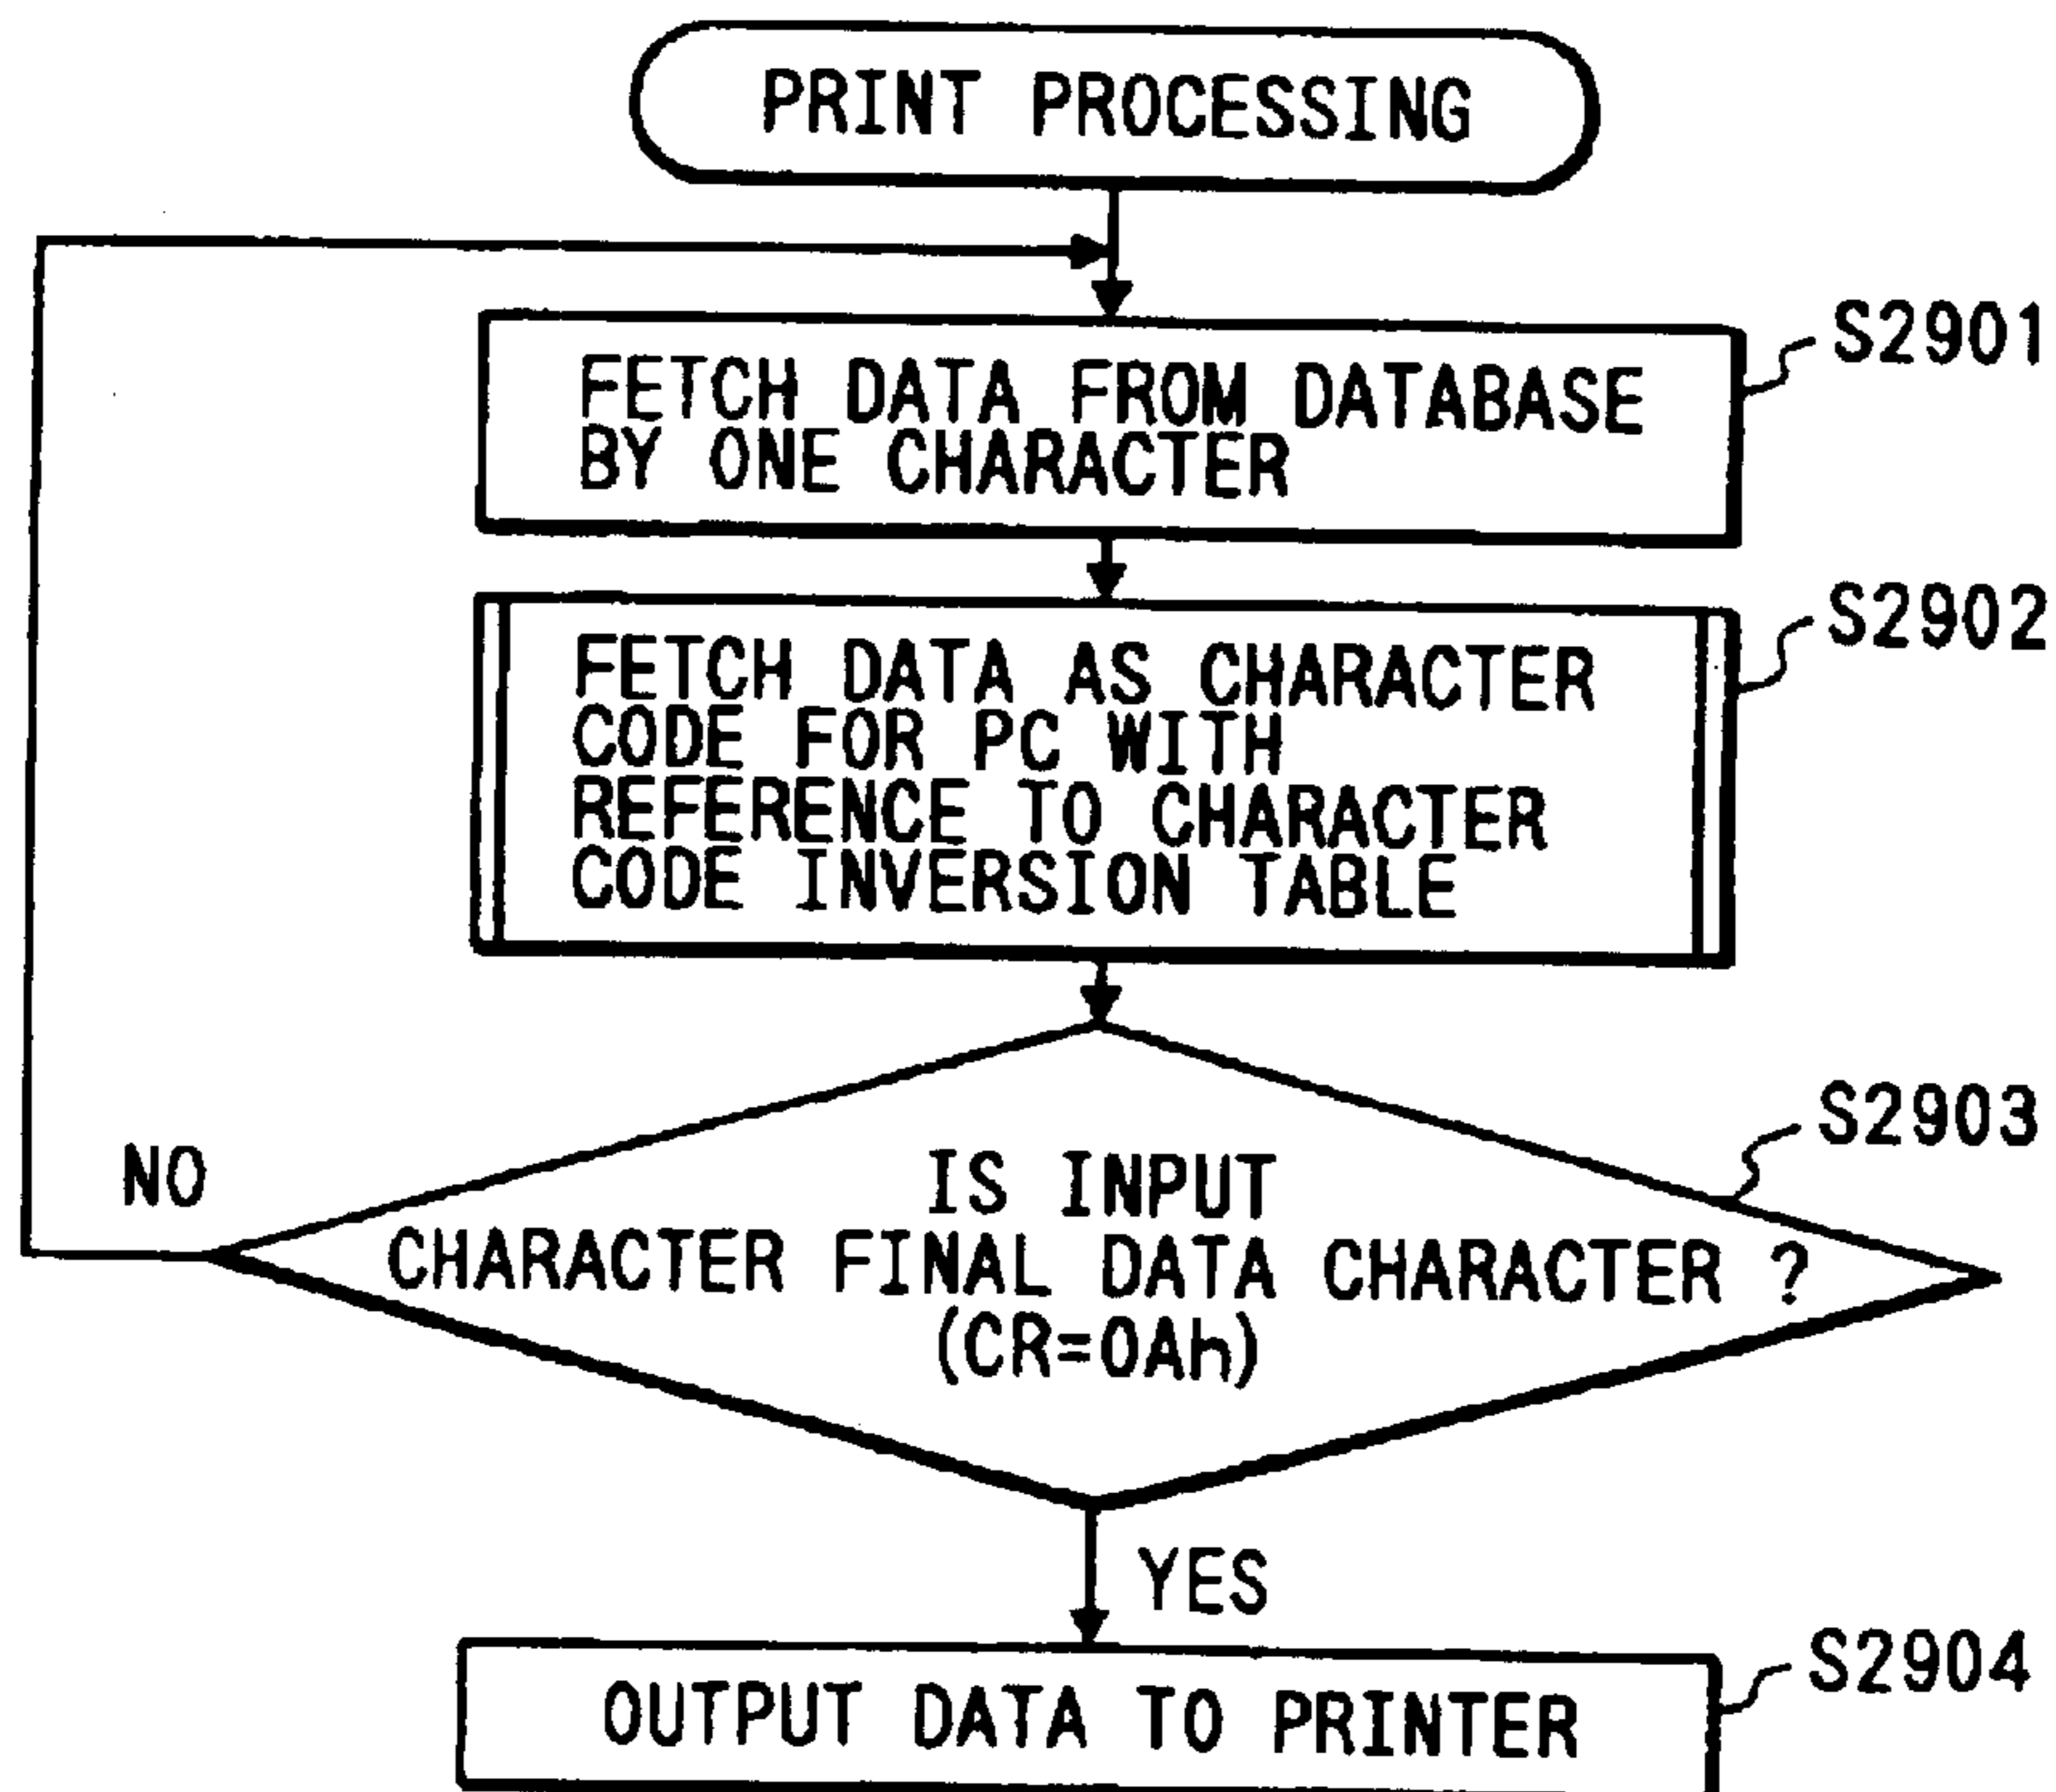 PRINT PROCESSING
S2901
FETCH DATA FROM DATABASE
BY ONE CHARACTER
S2902
FETCH DATA AS CHARACTER
CODE FOR PC WITH
REFERENCE TO CHARACTER
CODE INVERSION TABLE
S2903
NO
IS INPUT
CHARACTER FINAL DATA CHARACTER ?
(CR=0Ah)
YES
S2904
OUTPUT DATA TO PRINTER